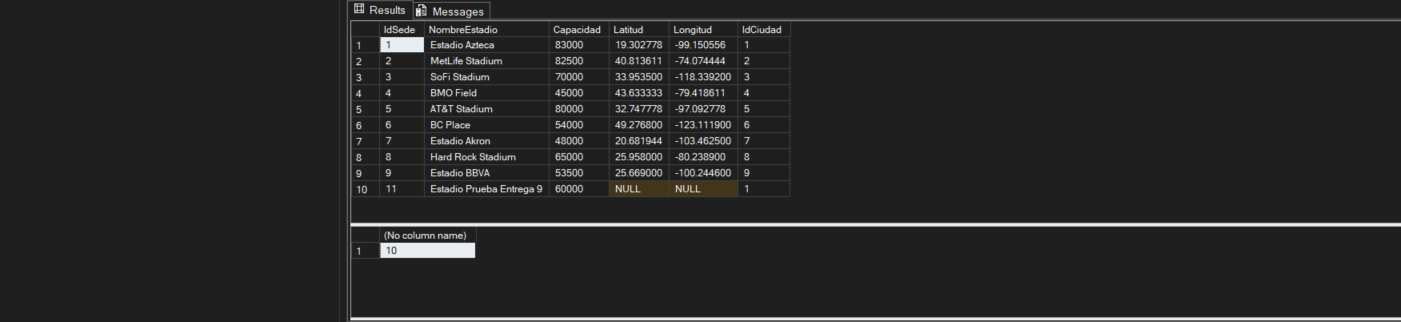 Results Messages
IdSede NombreEstadio Capacidad Latitud Longitud IdCiudad
1 1 Estadio Azteca 83000 19.302778 -99.150556 1
2 2 MetLife Stadium 82500 40.813611 -74.074444 2
3 3 SoFi Stadium 70000 33.953500 -118.339200 3
4 4 BMO Field 45000 43.633333 -79.418611 4
5 5 AT&T Stadium 80000 32.747778 -97.092778 5
6 6 BC Place 54000 49.276800 -123.111900 6
7 7 Estadio Akron 48000 20.681944 -103.462500 7
8 8 Hard Rock Stadium 65000 25.958000 -80.238900 8
9 9 Estadio BBVA 53500 25.669000 -100.244600 9
10 11 Estadio Prueba Entrega 9 60000 NULL NULL 1
(No column name)
1 10